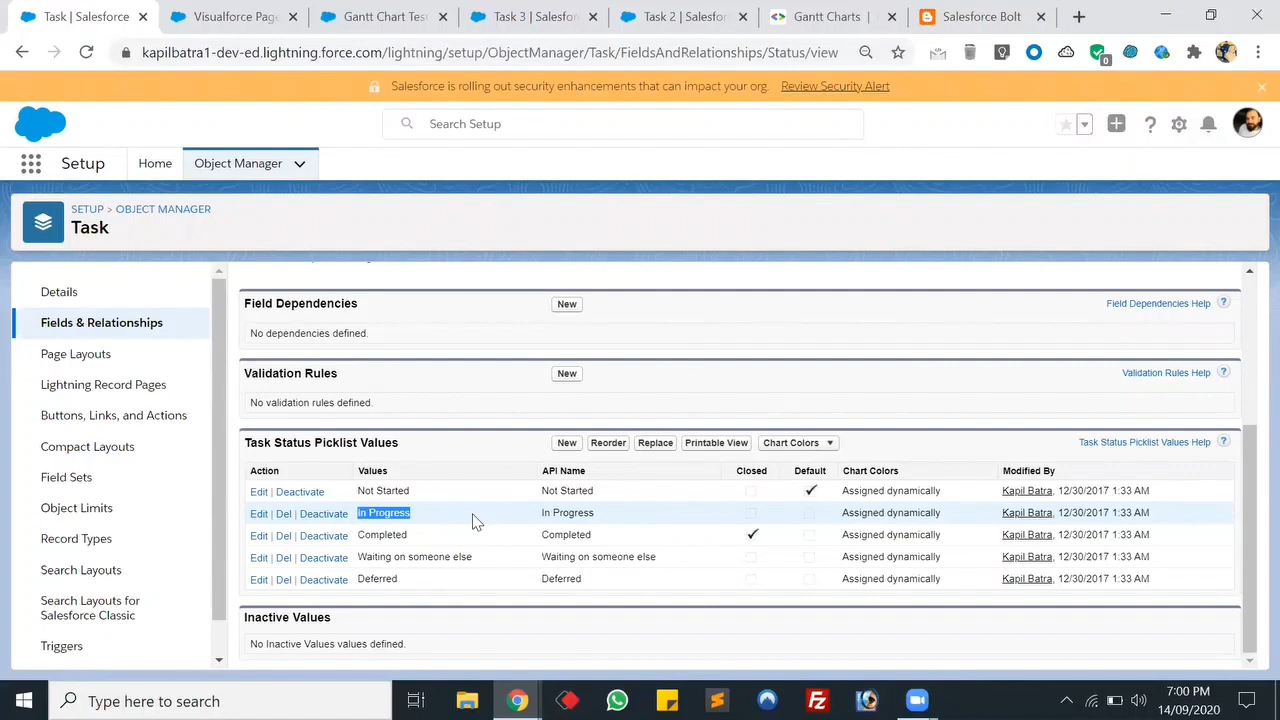 Task | Salesforce
Visualforce Pag
Gantt Chart Test
Task 3 | Salesfor
Task 2 | Salesfor
Gantt Charts |
Salesforce Bolt
kapilbatra1-dev-ed.lightning.force.com/lightning/setup/ObjectManager/Task/FieldsAndRelationships/Status/view
0
Salesforce is rolling out security enhancements that can impact your org. Review Security Alert
Search Setup
Setup Home Object Manager
SETUP > OBJECT MANAGER
Task
Details
Fields & Relationships
Page Layouts
Lightning Record Pages
Buttons, Links, and Actions
Compact Layouts
Field Sets
Object Limits
Record Types
Search Layouts
Search Layouts for
Salesforce Classic
Triggers
Field Dependencies New Field Dependencies Help ?
No dependencies defined.
Validation Rules New Validation Rules Help ?
No validation rules defined.
Task Status Picklist Values New Reorder Replace Printable View Chart Colors Task Status Picklist Values Help ?
Action Values API Name Closed Default Chart Colors Modified By
Edit | Deactivate Not Started Not Started Assigned dynamically Kapil Batra, 12/30/2017 1:33 AM
Edit | Del | Deactivate In Progress In Progress Assigned dynamically Kapil Batra, 12/30/2017 1:33 AM
Edit | Del | Deactivate Completed Completed Assigned dynamically Kapil Batra, 12/30/2017 1:33 AM
Edit | Del | Deactivate Waiting on someone else Waiting on someone else Assigned dynamically Kapil Batra, 12/30/2017 1:33 AM
Edit | Del | Deactivate Deferred Deferred Assigned dynamically Kapil Batra, 12/30/2017 1:33 AM
Inactive Values
No Inactive Values values defined.
Type here to search
7:00 PM
14/09/2020